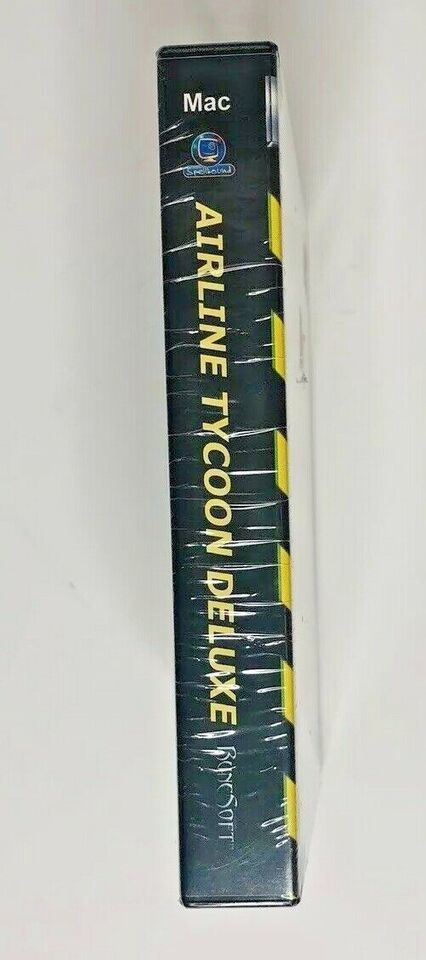 Mac
Spellbound
AIRLINE TYCOON DELUXE
RuneSoft